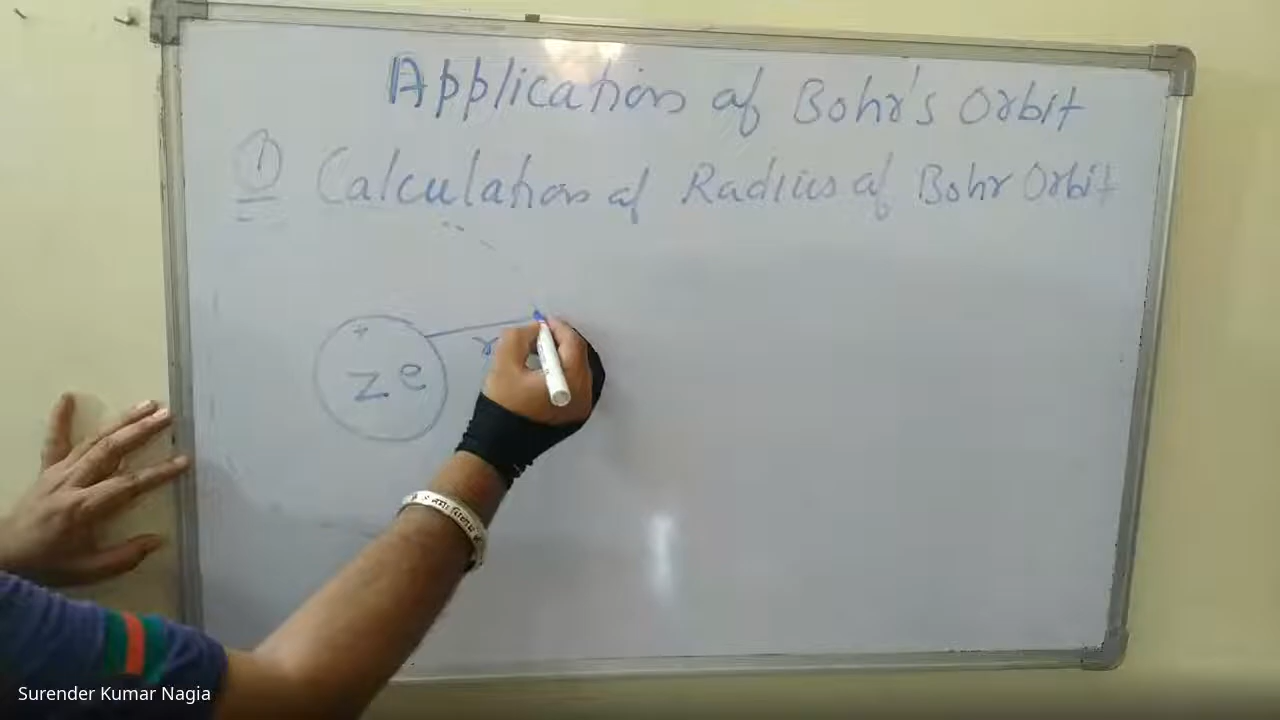 Application of Bohr's Orbit
① Calculation of Radius of Bohr Orbit
+
Ze
r
Surender Kumar Nagia